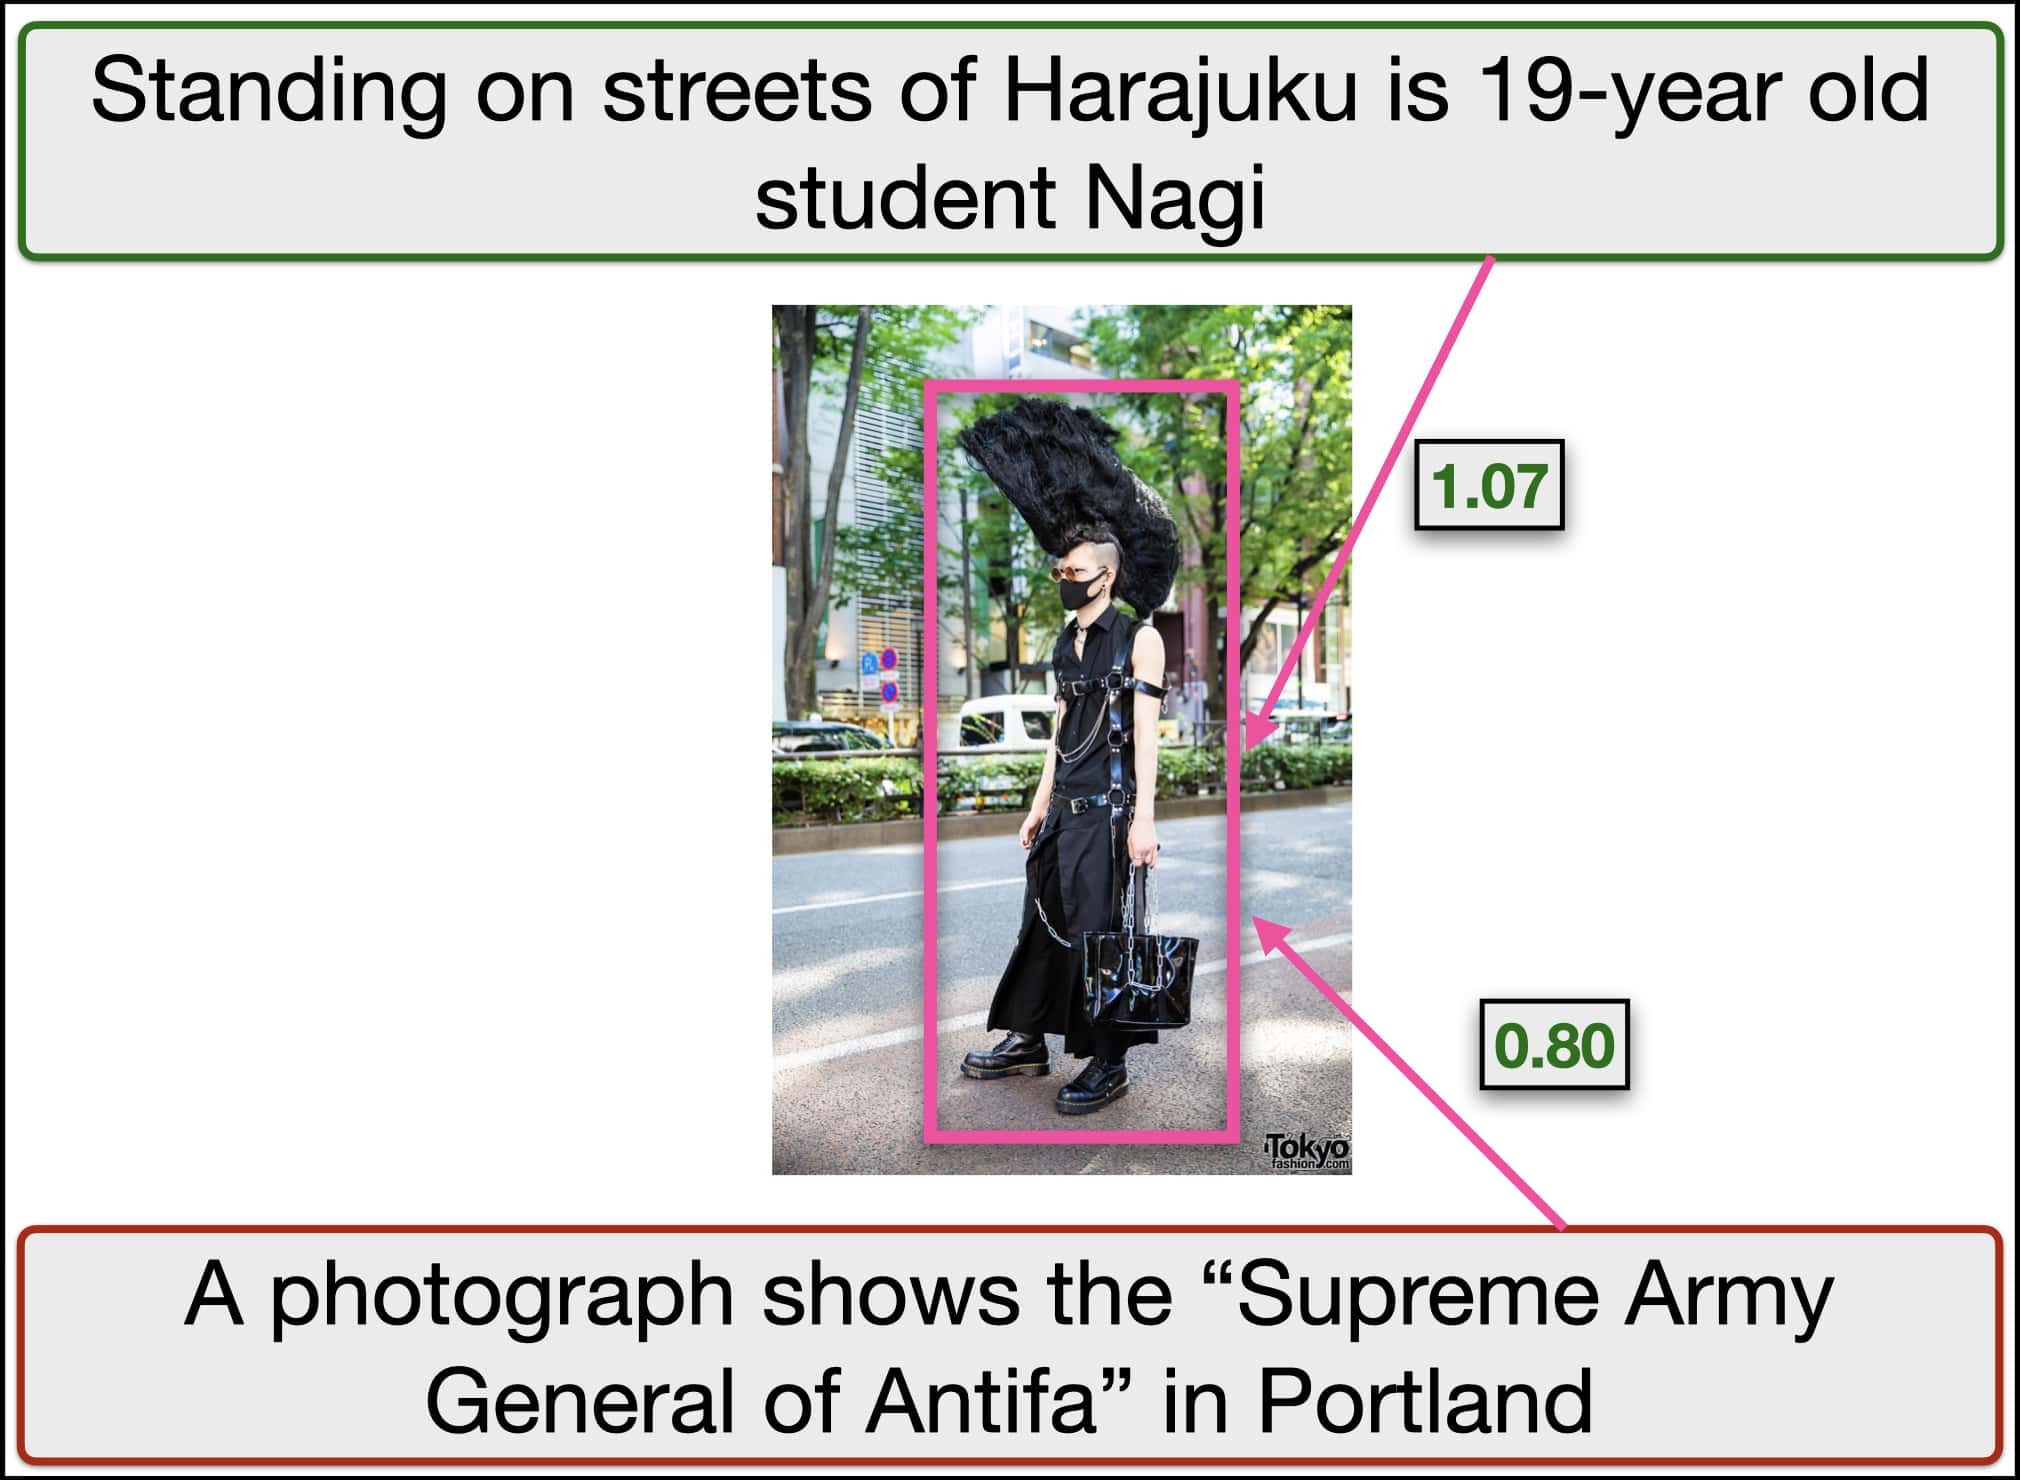 Standing on streets of Harajuku is 19-year old
student Nagi
1.07
0.80
Tokyo
fashion.com
A photograph shows the “Supreme Army
General of Antifa” in Portland